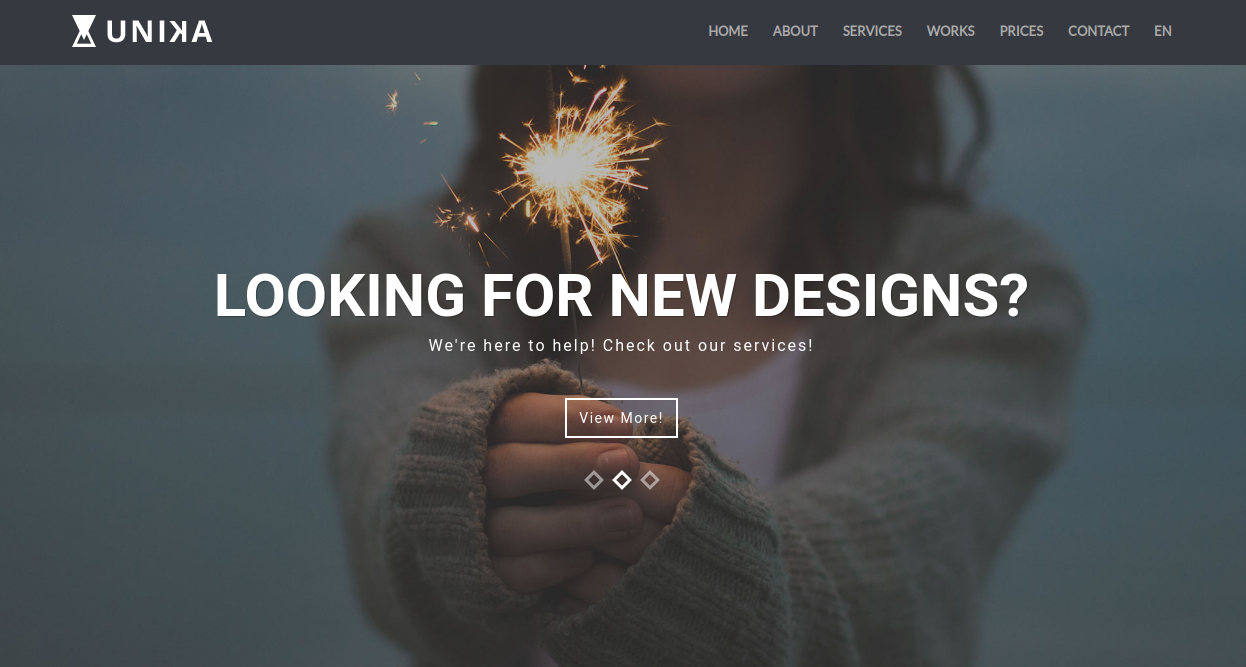 UNIKA
HOME ABOUT SERVICES WORKS PRICES CONTACT EN
LOOKING FOR NEW DESIGNS?
We're here to help! Check out our services!
View More!